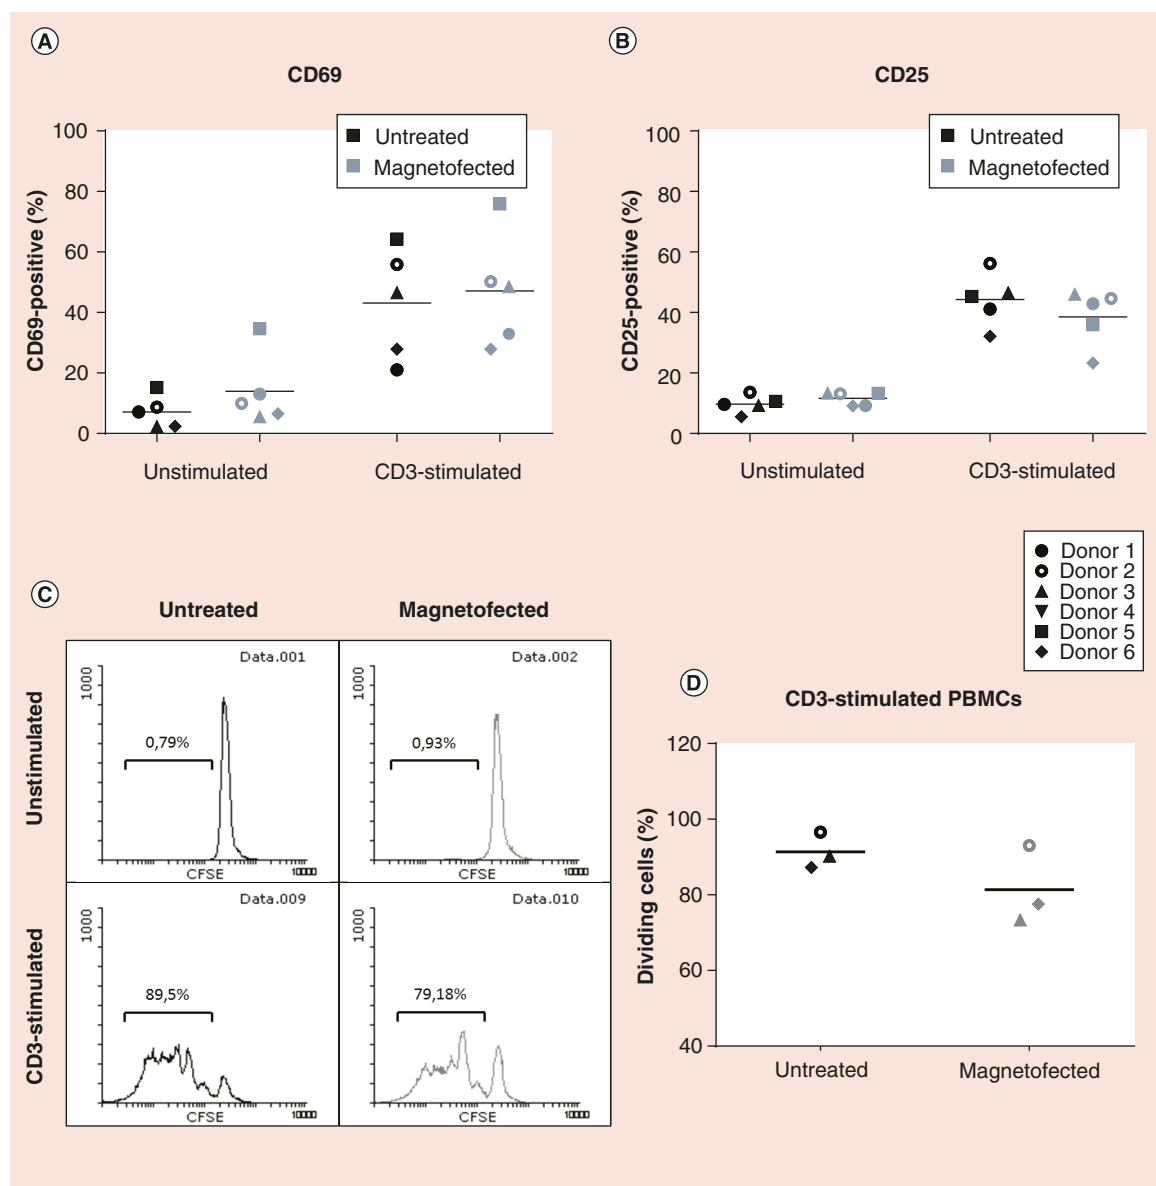 A
CD69
Untreated
Magnetofected
CD69-positive (%)
100
80
60
40
20
0
Unstimulated
CD3-stimulated
B
CD25
Untreated
Magnetofected
CD25-positive (%)
100
80
60
40
20
0
Unstimulated
CD3-stimulated
Donor 1
Donor 2
Donor 3
Donor 4
Donor 5
Donor 6
C
Untreated
Magnetofected
Unstimulated
Data.001
1000
0,79%
CFSE
Data.002
1000
0,93%
CFSE
CD3-stimulated
Data.009
1000
89,5%
CFSE
Data.010
1000
79,18%
CFSE
D
CD3-stimulated PBMCs
Dividing cells (%)
120
100
80
60
40
Untreated
Magnetofected